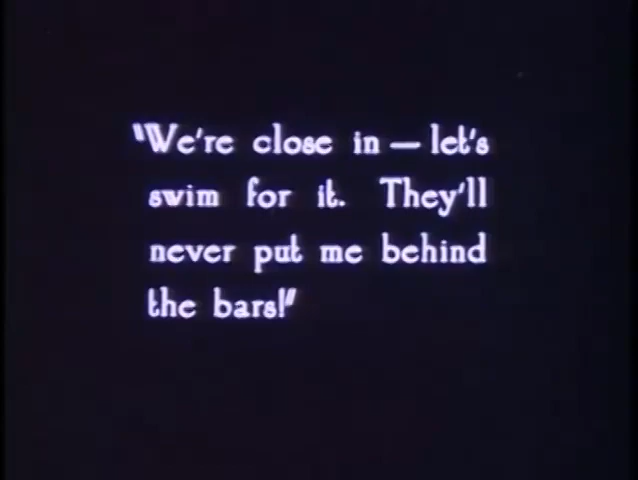 "We're close in — let's
swim for it. They'll
never put me behind
the bars!"